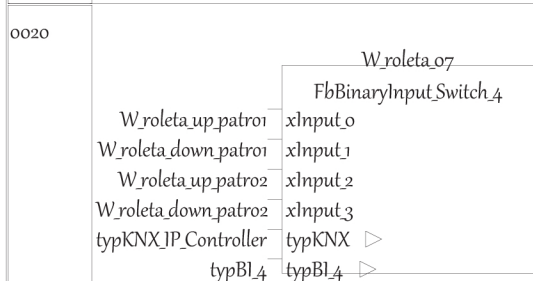 0020
W_roleta_07
FbBinaryInput_Switch_4
W_roleta_up_patro1 xInput_0
W_roleta_down_patro1 xInput_1
W_roleta_up_patro2 xInput_2
W_roleta_down_patro2 xInput_3
typKNX_IP_Controller typKNX
typBI_4 typBI_4